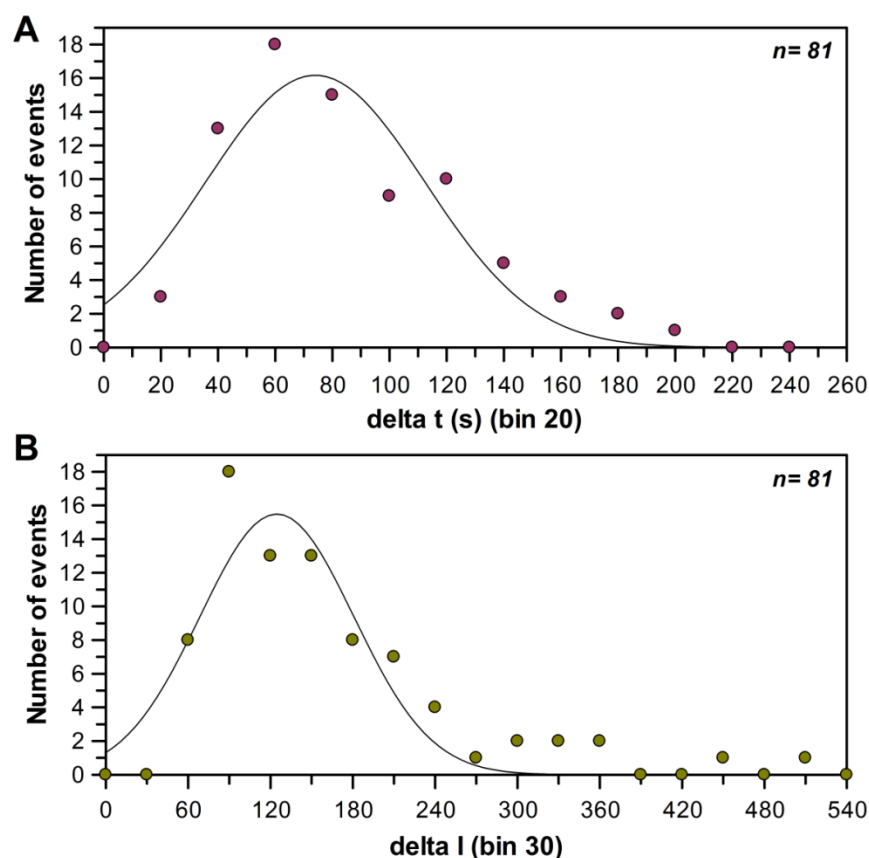 A
n= 81
Number of events
18
16
14
12
10
8
6
4
2
0
0 20 40 60 80 100 120 140 160 180 200 220 240 260
delta t (s) (bin 20)
B
n= 81
Number of events
18
16
14
12
10
8
6
4
2
0
0 60 120 180 240 300 360 420 480 540
delta I (bin 30)